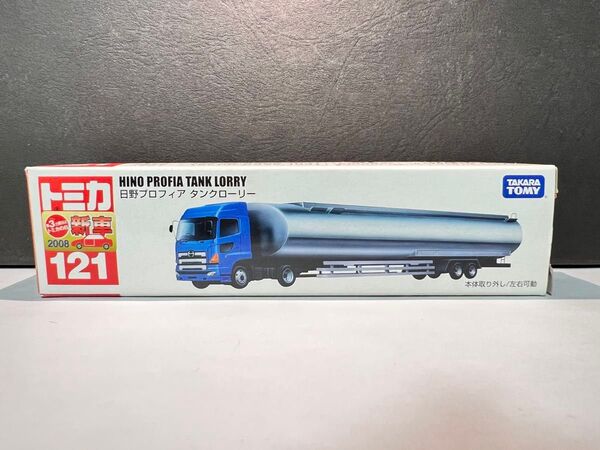 トミカ
新車
2008
121
HINO PROFIA TANK LORRY
日野プロフィア タンクローリー
TAKARA
TOMY
本体取り外し/左右可動